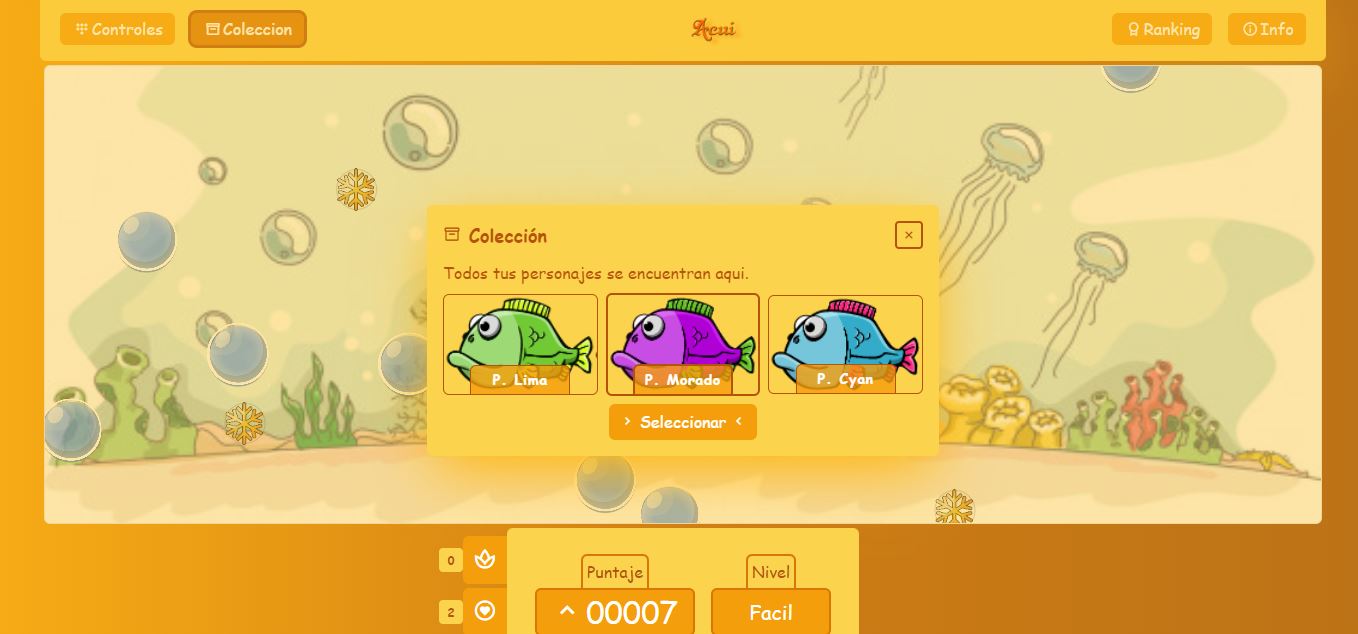 Controles
Coleccion
Acui
Ranking
Info
Colección
Todos tus personajes se encuentran aqui.
P. Lima
P. Morado
P. Cyan
Seleccionar
0
2
Puntaje
00007
Nivel
Facil